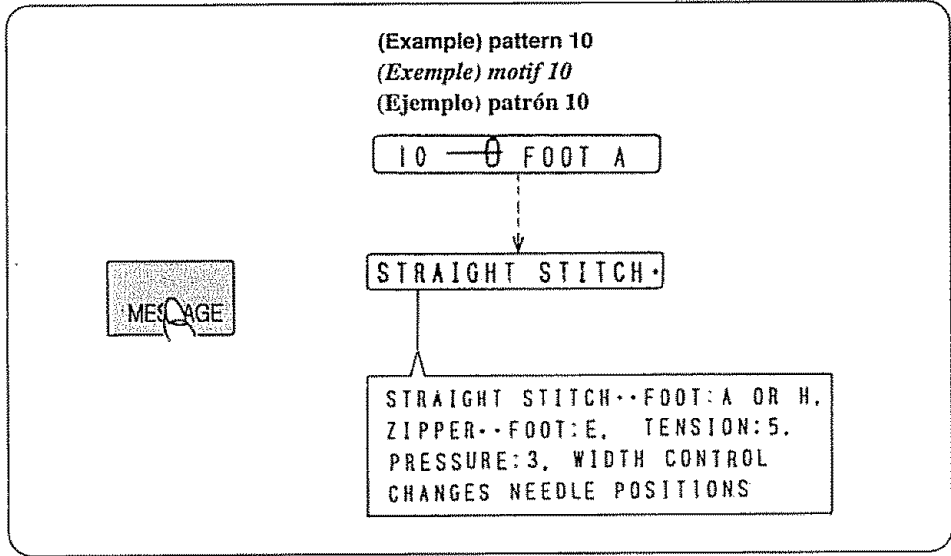 (Example) pattern 10
(Exemple) motif 10
(Ejemplo) patrón 10
10 FOOT A
STRAIGHT STITCH·
MESSAGE
STRAIGHT STITCH··FOOT:A OR H,
ZIPPER··FOOT:E, TENSION:5,
PRESSURE:3, WIDTH CONTROL
CHANGES NEEDLE POSITIONS